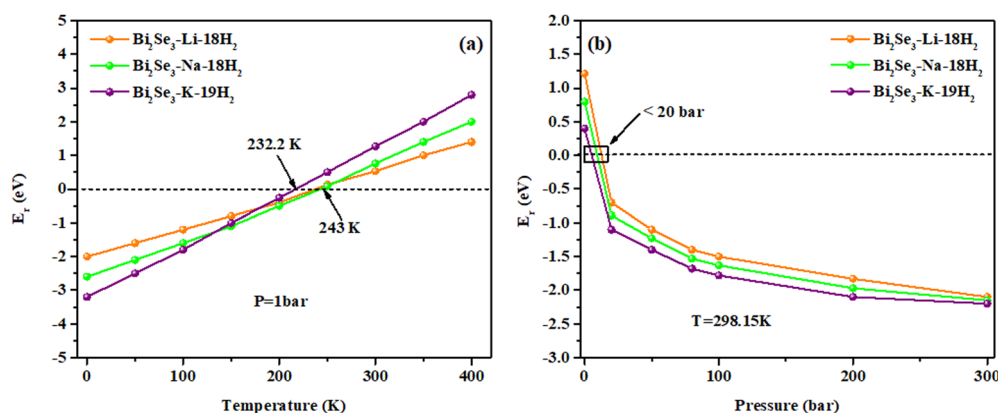 5
4
3
2
1
0
-1
-2
-3
-4
-5
E_r (eV)
0
100
200
300
400
Temperature (K)
(a)
Bi₂Se₃-Li-18H₂
Bi₂Se₃-Na-18H₂
Bi₂Se₃-K-19H₂
232.2 K
243 K
P=1bar
2.0
1.5
1.0
0.5
0.0
-0.5
-1.0
-1.5
-2.0
-2.5
-3.0
E_r (eV)
0
100
200
300
Pressure (bar)
(b)
Bi₂Se₃-Li-18H₂
Bi₂Se₃-Na-18H₂
Bi₂Se₃-K-19H₂
< 20 bar
T=298.15K